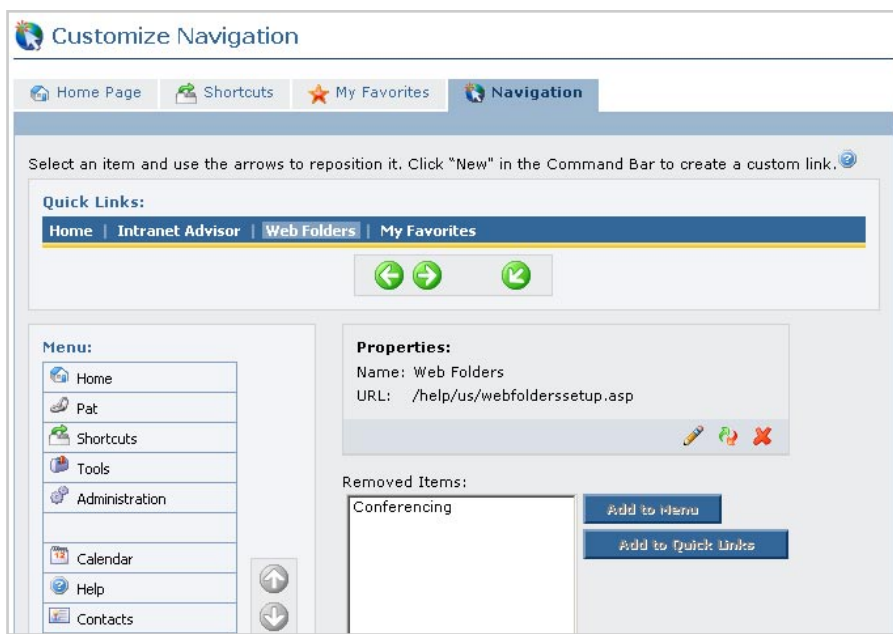 Customize Navigation
Home Page Shortcuts My Favorites Navigation
Select an item and use the arrows to reposition it. Click "New" in the Command Bar to create a custom link.
Quick Links:
Home | Intranet Advisor | Web Folders | My Favorites
Menu:
Home
Pat
Shortcuts
Tools
Administration
12
Calendar
Help
Contacts
Properties:
Name: Web Folders
URL: /help/us/webfolderssetup.asp
Removed Items:
Conferencing
Add to Menu
Add to Quick Links